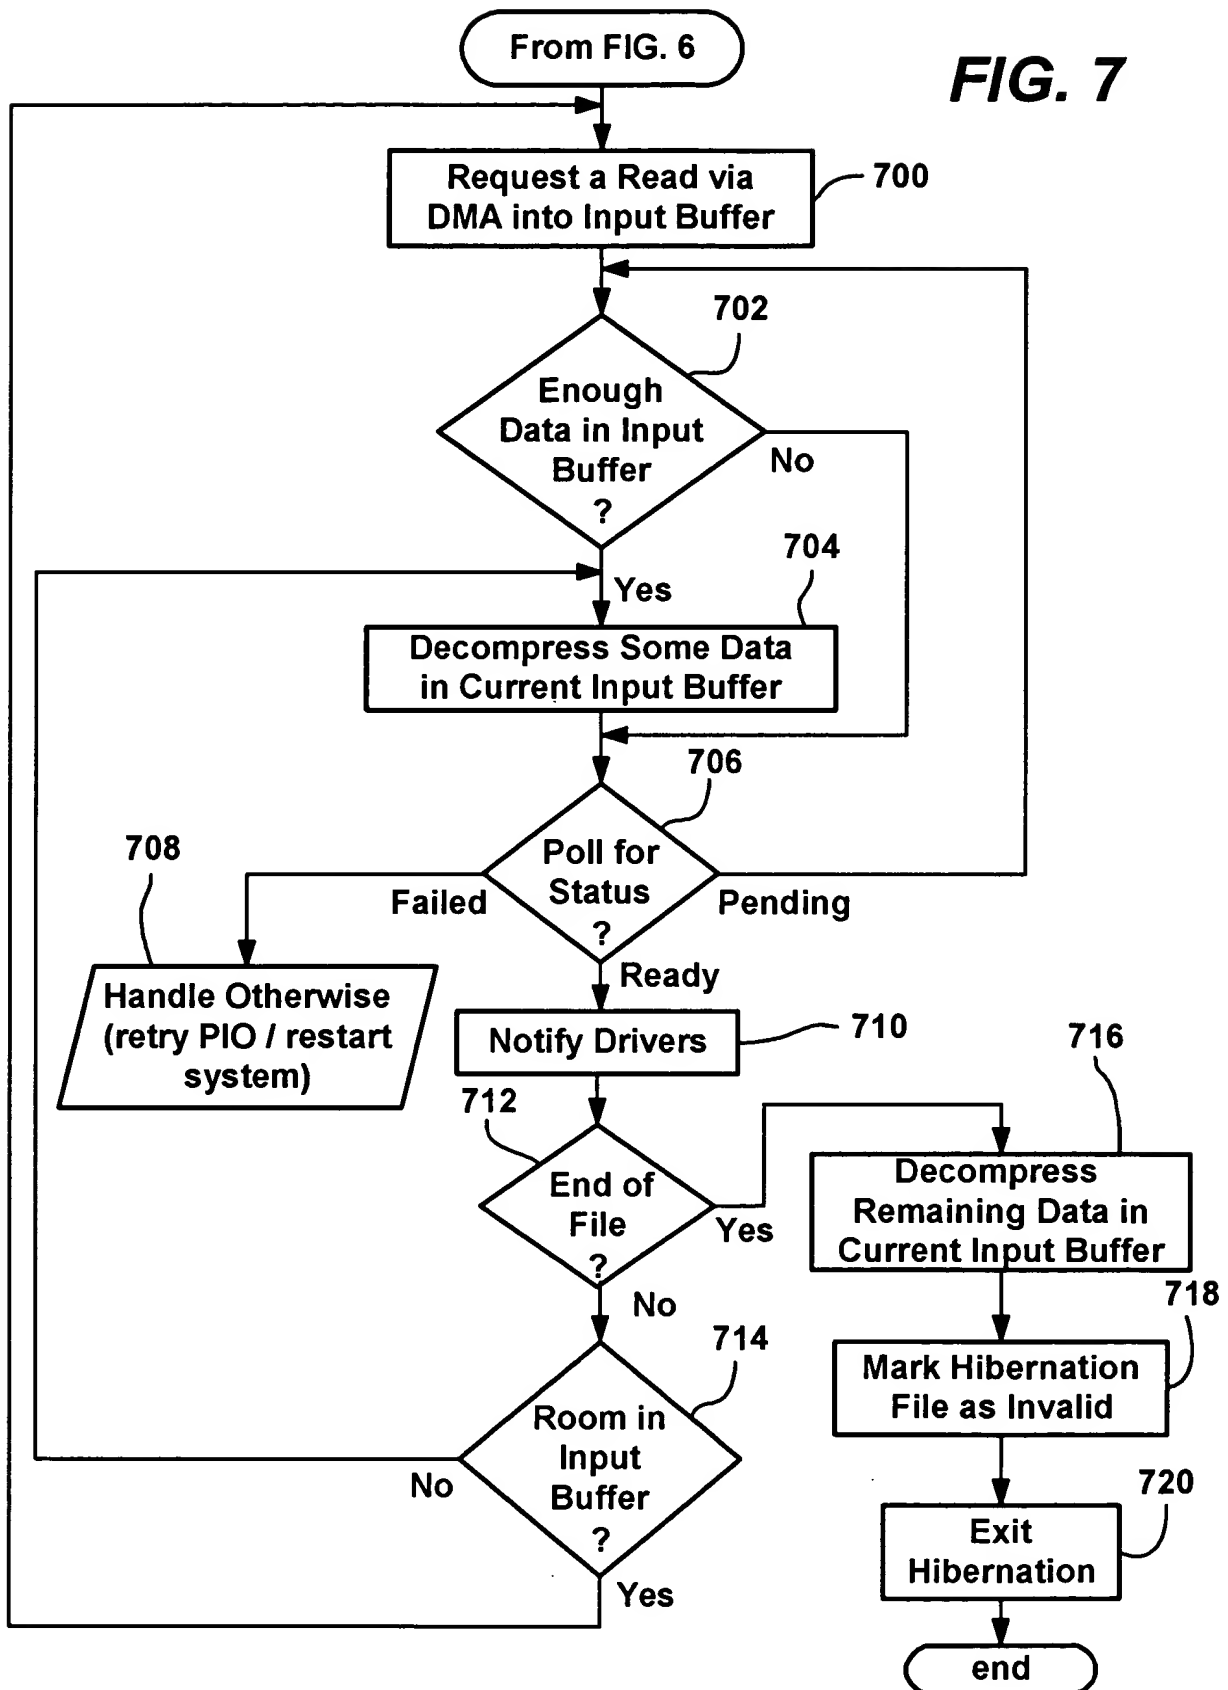 From FIG. 6
FIG. 7
Request a Read via
DMA into Input Buffer
700
702
Enough
Data in Input
Buffer
?
No
704
Yes
Decompress Some Data
in Current Input Buffer
706
Poll for
Status
?
Failed
Pending
708
Ready
Handle Otherwise
(retry PIO / restart
system)
Notify Drivers
710
712
716
End of
File
?
Yes
No
Decompress
Remaining Data in
Current Input Buffer
714
718
Room in
Input
Buffer
?
No
Yes
Mark Hibernation
File as Invalid
720
Exit
Hibernation
end